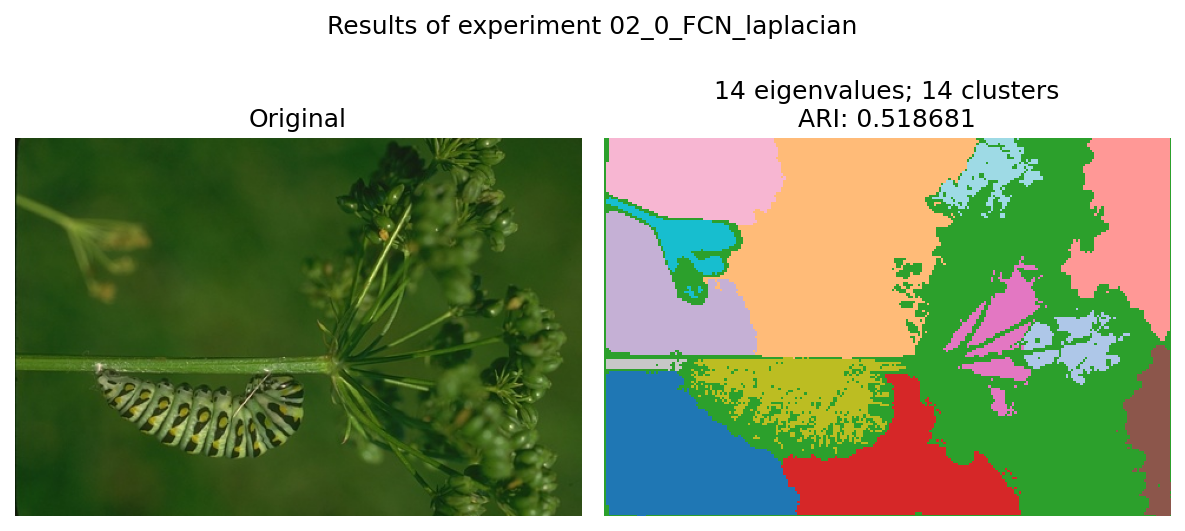 Results of experiment 02_0_FCN_laplacian
Original
14 eigenvalues; 14 clusters
ARI: 0.518681